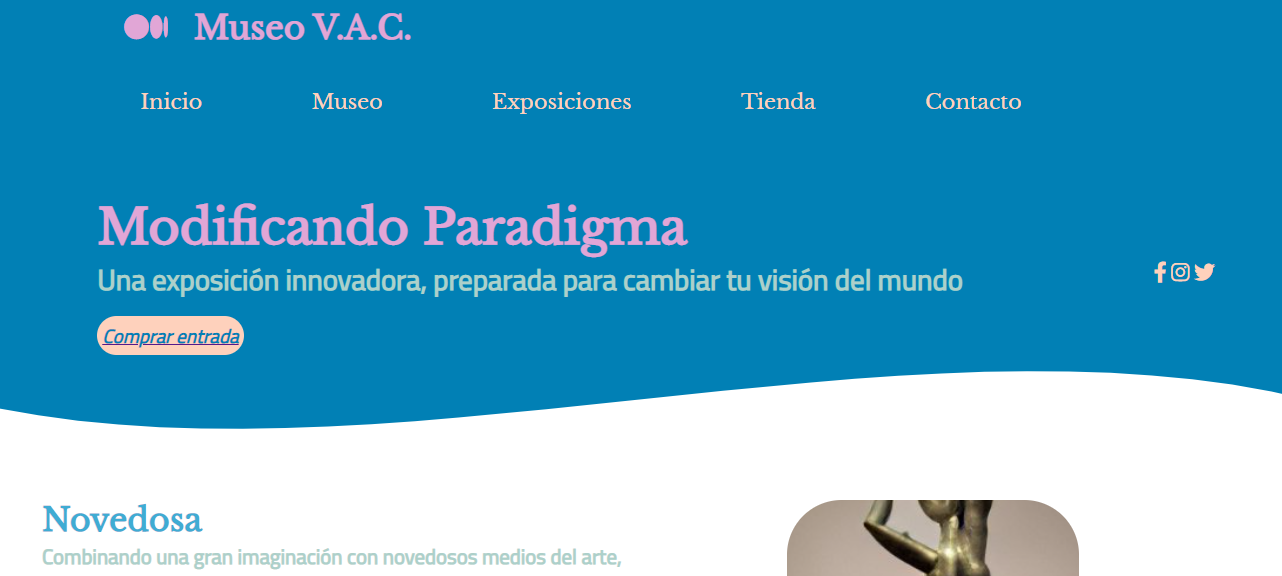 Museo V.A.C.
Inicio Museo Exposiciones Tienda Contacto
Modificando Paradigma
Una exposición innovadora, preparada para cambiar tu visión del mundo
Comprar entrada
Novedosa
Combinando una gran imaginación con novedosos medios del arte,